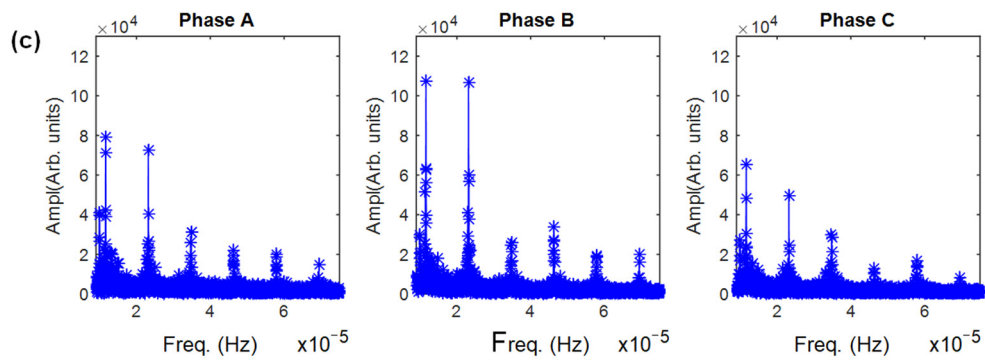 (c)
Phase A
×10⁴
Ampl(Arb. units)
12
10
8
6
4
2
0
2 4 6
Freq. (Hz) x10⁻⁵
Phase B
×10⁴
Ampl(Arb. units)
12
10
8
6
4
2
0
2 4 6
Freq. (Hz) x10⁻⁵
Phase C
×10⁴
Ampl(Arb. units)
12
10
8
6
4
2
0
2 4 6
Freq. (Hz) x10⁻⁵